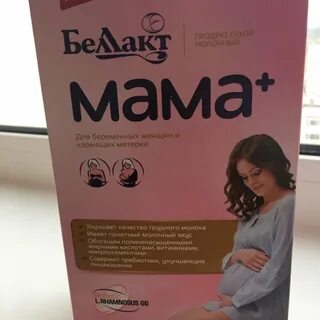 Беллакт
ПРОДУКТ СУХОЙ
МОЛОЧНЫЙ
мама+
Для беременных женщин и
кормящих матерей
Улучшает качество грудного молока
Имеет приятный молочный вкус
Обогащен полиненасыщенными
жирными кислотами, витаминами,
микроэлементами
Содержит пребиотики, улучшающие
пищеварение
L.RHAMNOSUS GG